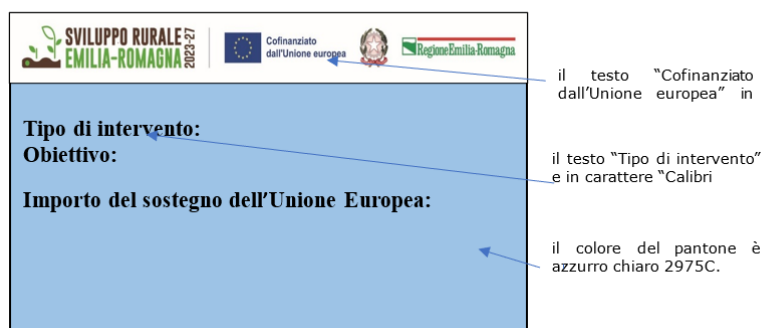 SVILUPPO RURALE
EMILIA-ROMAGNA
2023-27
Cofinanziato
dall'Unione europea
RegioneEmilia-Romagna
il testo “Cofinanziato
dall’Unione europea” in
Tipo di intervento:
Obiettivo:
il testo “Tipo di intervento”
e in carattere “Calibri
Importo del sostegno dell’Unione Europea:
il colore del pantone è
azzurro chiaro 2975C.